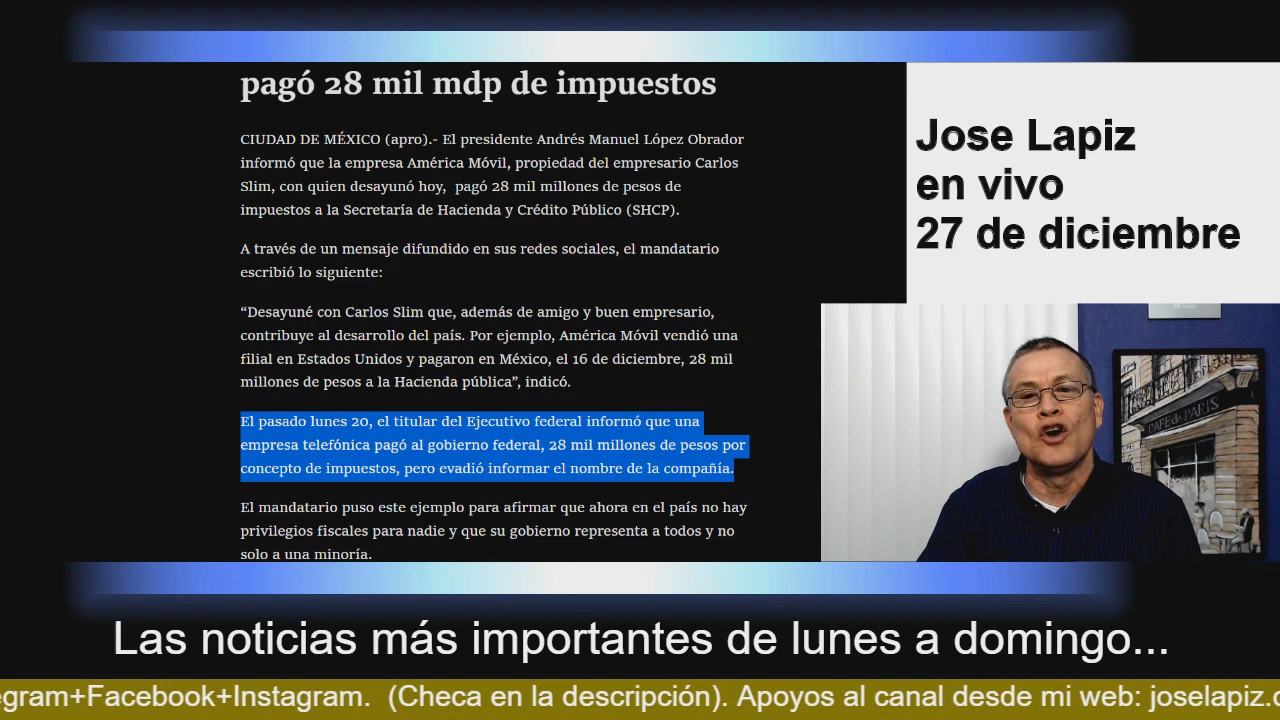 pagó 28 mil mdp de impuestos
CIUDAD DE MÉXICO (apro).- El presidente Andrés Manuel López Obrador
informó que la empresa América Móvil, propiedad del empresario Carlos
Slim, con quien desayunó hoy,  pagó 28 mil millones de pesos de
impuestos a la Secretaría de Hacienda y Crédito Público (SHCP).
A través de un mensaje difundido en sus redes sociales, el mandatario
escribió lo siguiente:
“Desayuné con Carlos Slim que, además de amigo y buen empresario,
contribuye al desarrollo del país. Por ejemplo, América Móvil vendió una
filial en Estados Unidos y pagaron en México, el 16 de diciembre, 28 mil
millones de pesos a la Hacienda pública”, indicó.
El pasado lunes 20, el titular del Ejecutivo federal informó que una
empresa telefónica pagó al gobierno federal, 28 mil millones de pesos por
concepto de impuestos, pero evadió informar el nombre de la compañía.
El mandatario puso este ejemplo para afirmar que ahora en el país no hay
privilegios fiscales para nadie y que su gobierno representa a todos y no
solo a una minoría.
Jose Lapiz
en vivo
27 de diciembre
CAFE de PARIS
Las noticias más importantes de lunes a domingo...
egram+Facebook+Instagram.  (Checa en la descripción). Apoyos al canal desde mi web: joselapiz.c